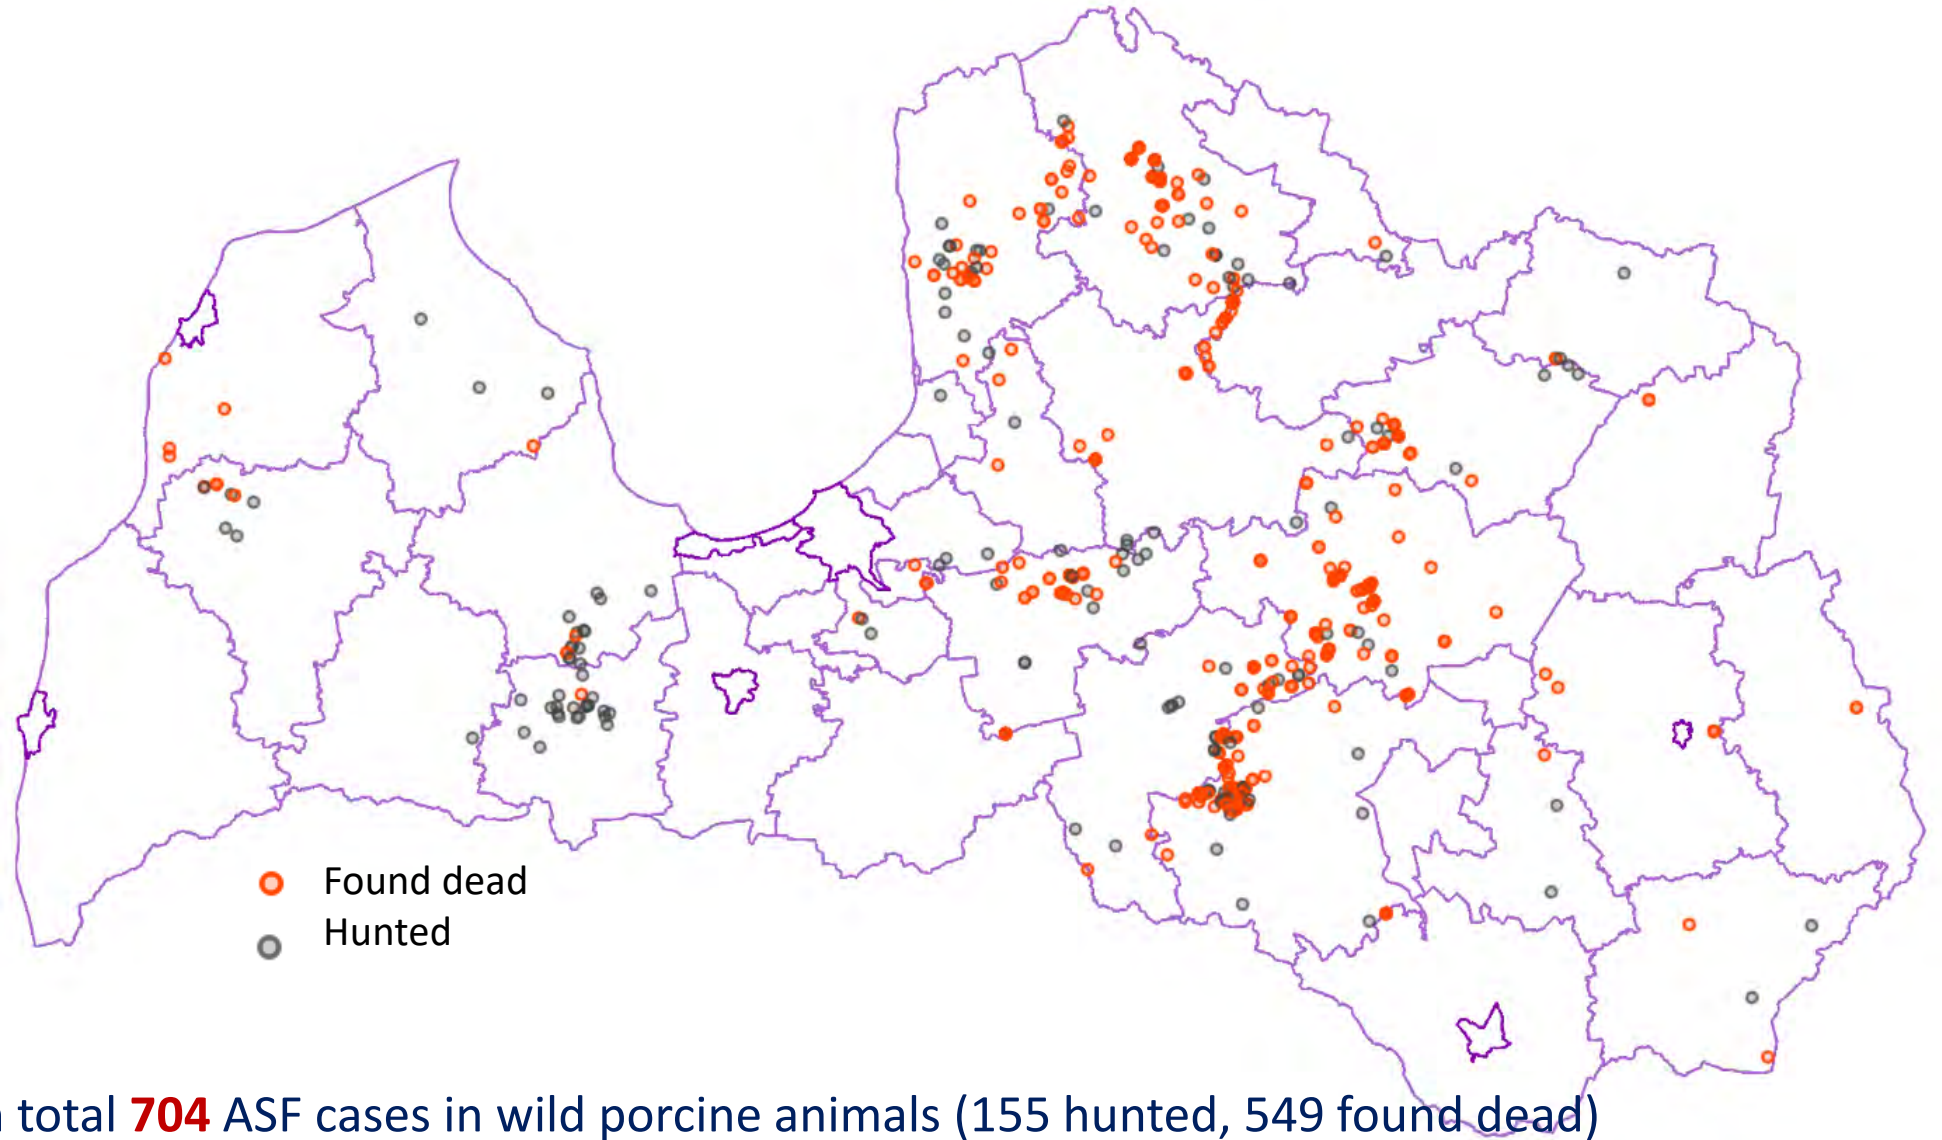 Found dead
Hunted
total 704 ASF cases in wild porcine animals (155 hunted, 549 found dead)